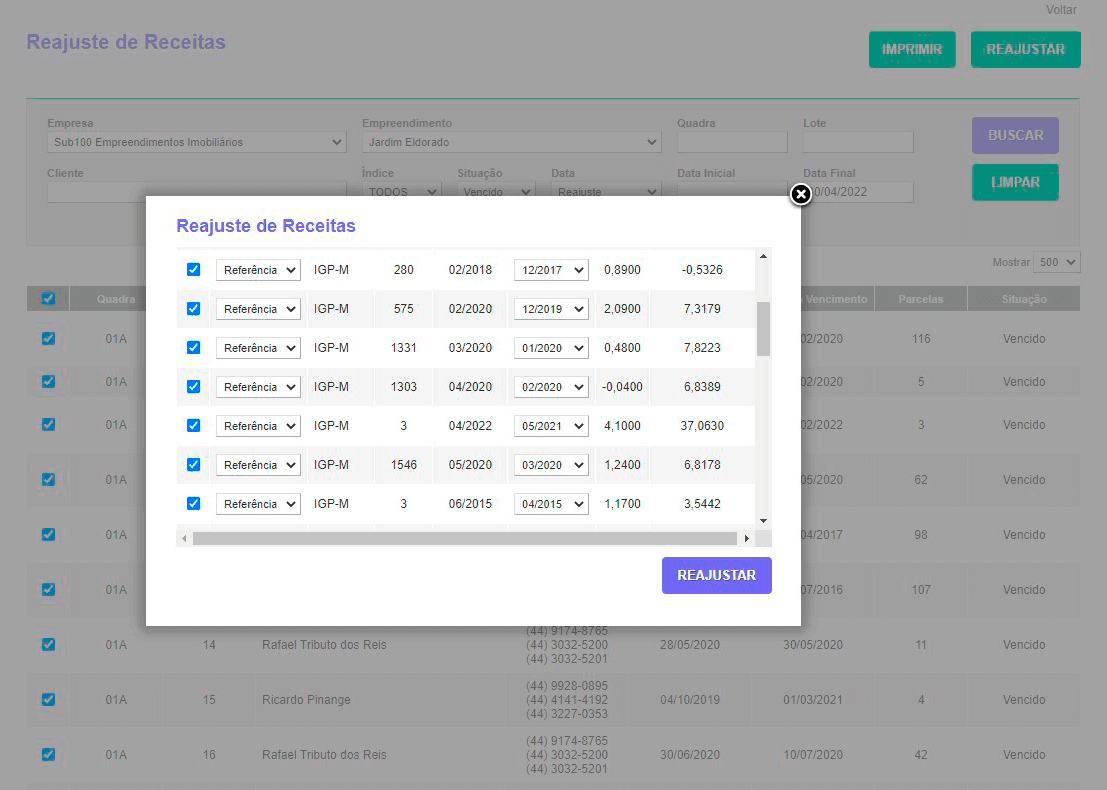 Voltar
Reajuste de Receitas
IMPRIMIR REAJUSTAR
Empresa Empreendimento Quadra Lote
Sub100 Empreendimentos Imobiliários Jardim Eldorado BUSCAR
Cliente Índice Situação Data Data Inicial Data Final
TODOS Vencido Reajuste 0/04/2022 LIMPAR
Reajuste de Receitas
Mostrar 500
Referência IGP-M 280 02/2018 12/2017 0,8900 -0,5326
Quadra Vencimento Parcelas Situação
Referência IGP-M 575 02/2020 12/2019 2,0900 7,3179
01A 02/2020 116 Vencido
Referência IGP-M 1331 03/2020 01/2020 0,4800 7,8223
01A 02/2020 5 Vencido
Referência IGP-M 1303 04/2020 02/2020 -0,0400 6,8389
01A 02/2022 3 Vencido
Referência IGP-M 3 04/2022 05/2021 4,1000 37,0630
01A 05/2020 62 Vencido
Referência IGP-M 1546 05/2020 03/2020 1,2400 6,8178
Referência IGP-M 3 06/2015 04/2015 1,1700 3,5442
01A 04/2017 98 Vencido
REAJUSTAR
01A 07/2016 107 Vencido
(44) 9174-8765
01A 14 Rafael Tributo dos Reis (44) 3032-5200 28/05/2020 30/05/2020 11 Vencido
(44) 3032-5201
(44) 9928-0895
01A 15 Ricardo Pinange (44) 4141-4192 04/10/2019 01/03/2021 4 Vencido
(44) 3227-0353
(44) 9174-8765
01A 16 Rafael Tributo dos Reis (44) 3032-5200 30/06/2020 10/07/2020 42 Vencido
(44) 3032-5201